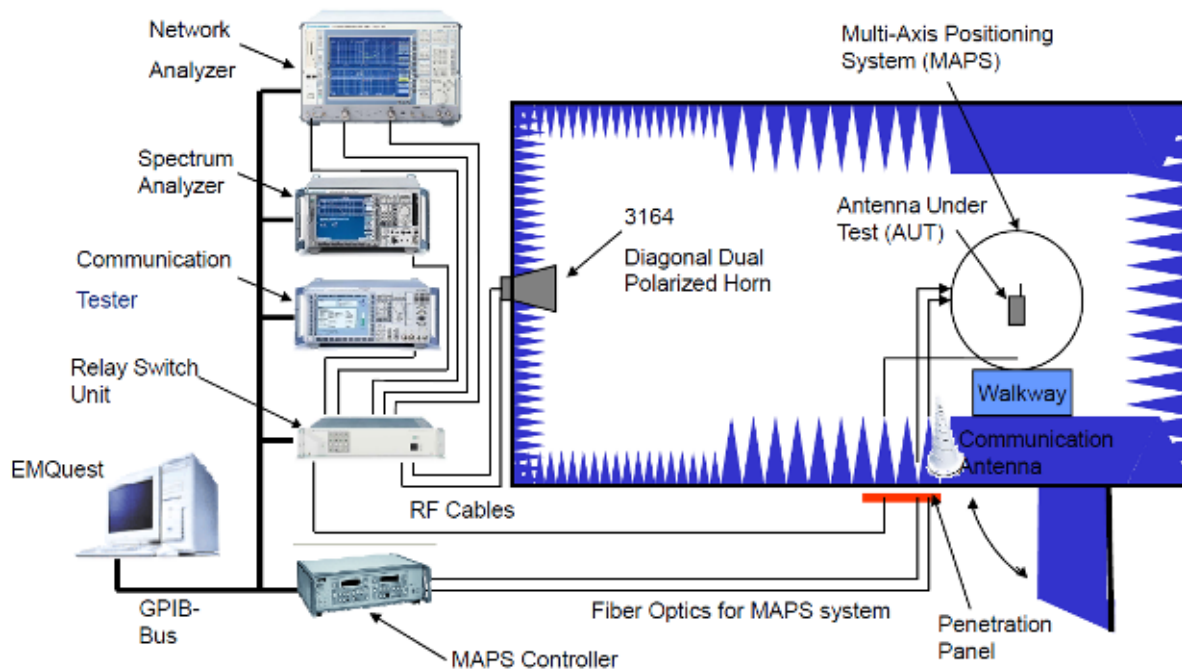 Network
Analyzer
Spectrum
Analyzer
Communication
Tester
Relay Switch
Unit
EMQuest
GPIB-
Bus
MAPS Controller
RF Cables
Fiber Optics for MAPS system
3164
Diagonal Dual
Polarized Horn
Multi-Axis Positioning
System (MAPS)
Antenna Under
Test (AUT)
Walkway
Communication
Antenna
Penetration
Panel